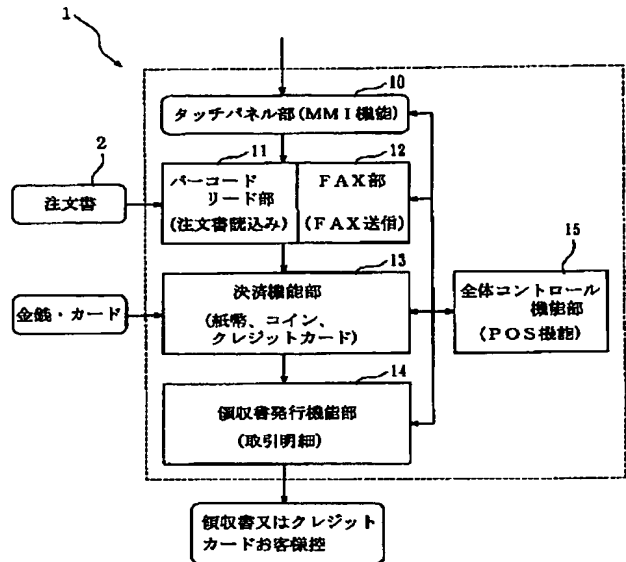 1
10
タッチパネル部(MMI機能)
11
12
2
注文書
バーコード
リード部
(注文書読込み)
FAX部
(FAX送信)
13
15
金銭・カード
決済機能部
(紙幣、コイン、
クレジットカード)
全体コントロール
機能部
(POS機能)
14
領収書発行機能部
(取引明細)
領収書又はクレジット
カードお客様控